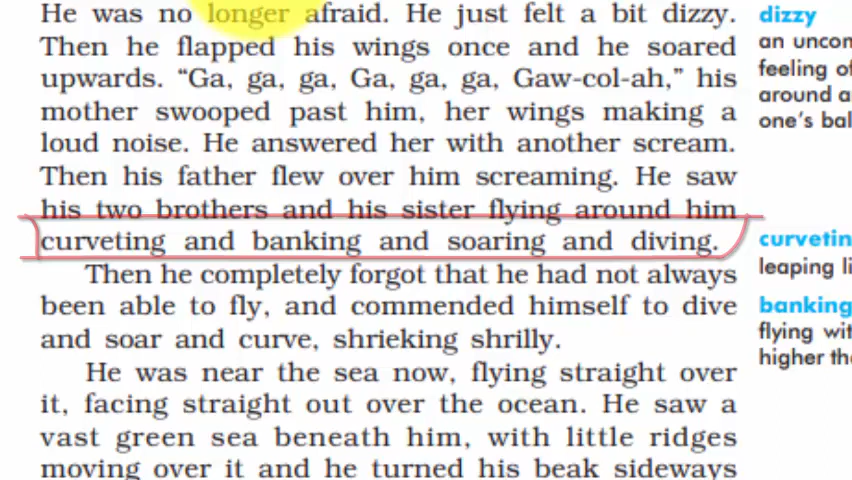 He was no longer afraid. He just felt a bit dizzy.
Then he flapped his wings once and he soared
upwards. “Ga, ga, ga, Ga, ga, ga, Gaw-col-ah,” his
mother swooped past him, her wings making a
loud noise. He answered her with another scream.
Then his father flew over him screaming. He saw
his two brothers and his sister flying around him
curveting and banking and soaring and diving.
Then he completely forgot that he had not always
been able to fly, and commended himself to dive
and soar and curve, shrieking shrilly.
He was near the sea now, flying straight over
it, facing straight out over the ocean. He saw a
vast green sea beneath him, with little ridges
moving over it and he turned his beak sideways
dizzy
an
feeling
around
one’s
leaping
banking
flying
higher